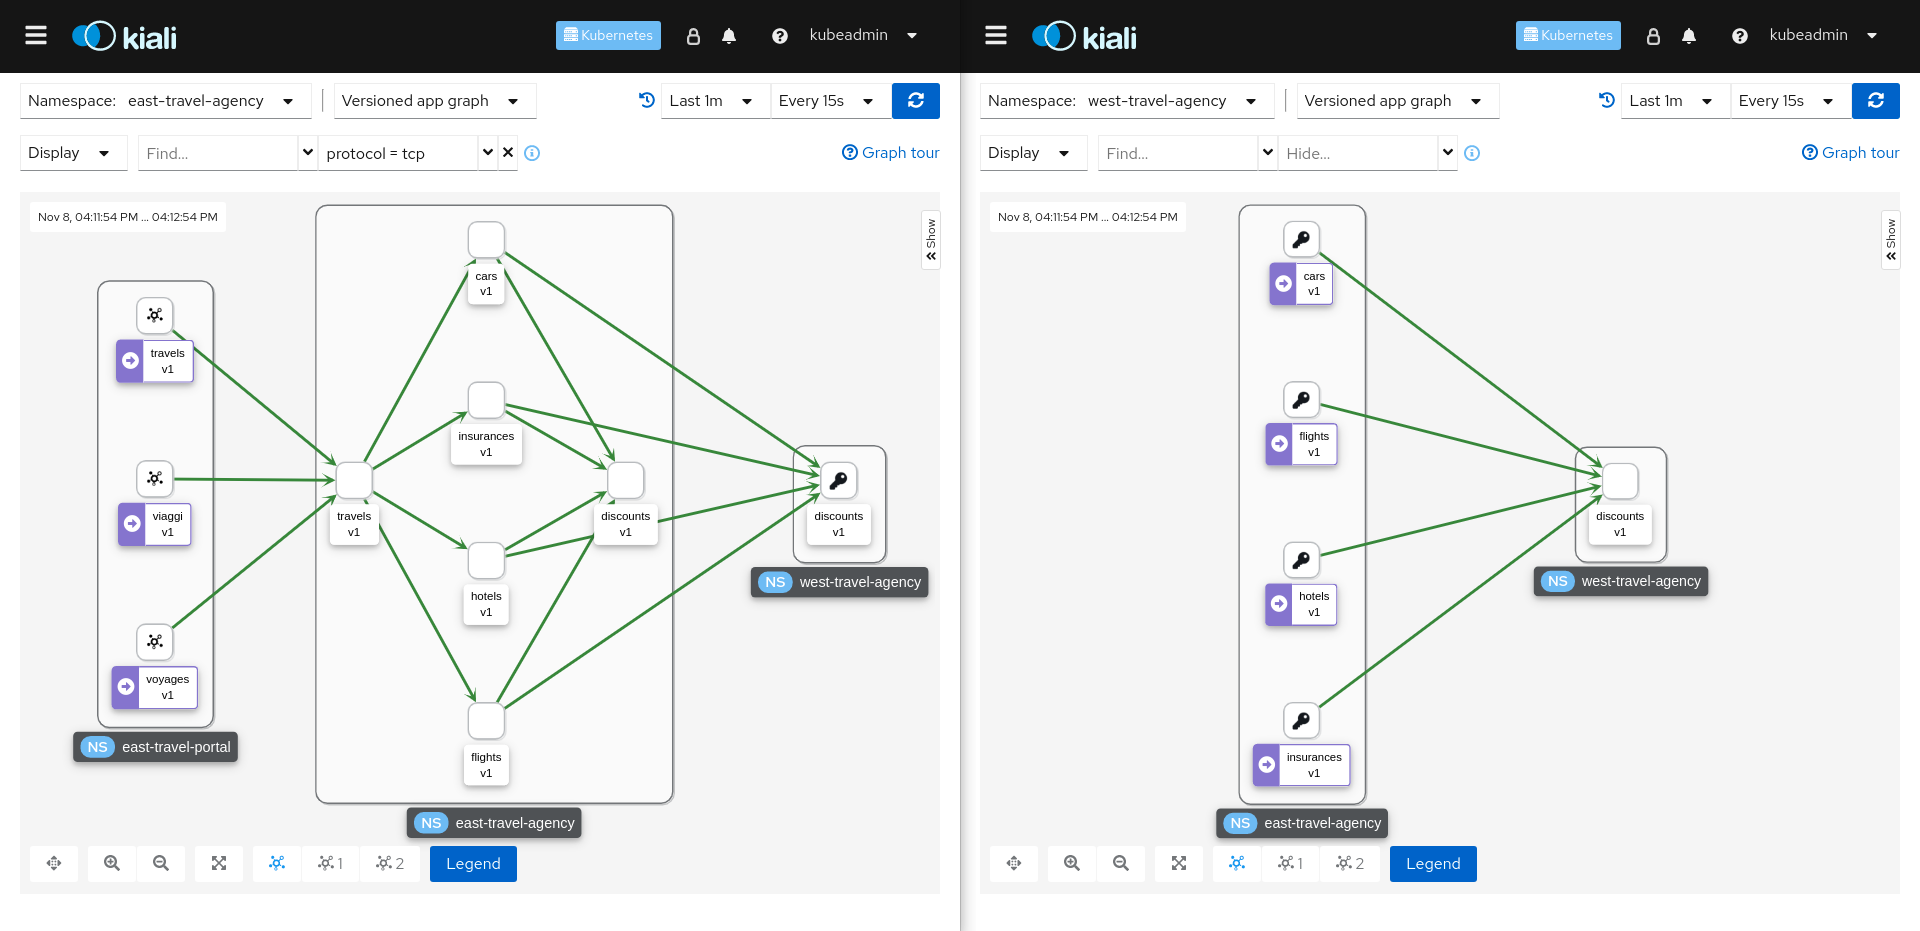 kiali
Kubernetes
kubeadmin
Namespace: east-travel-agency
Versioned app graph
Last 1m
Every 15s
Display
Find...
protocol = tcp
Graph tour
Nov 8, 04:11:54 PM ... 04:12:54 PM
Show
cars
v1
travels
v1
insurances
v1
viaggi
v1
travels
v1
discounts
v1
discounts
v1
NS west-travel-agency
hotels
v1
voyages
v1
NS east-travel-portal
flights
v1
NS east-travel-agency
1
2
Legend
kiali
Kubernetes
kubeadmin
Namespace: west-travel-agency
Versioned app graph
Last 1m
Every 15s
Display
Find...
Hide...
Graph tour
Nov 8, 04:11:54 PM ... 04:12:54 PM
Show
cars
v1
flights
v1
discounts
v1
NS west-travel-agency
hotels
v1
insurances
v1
NS east-travel-agency
1
2
Legend